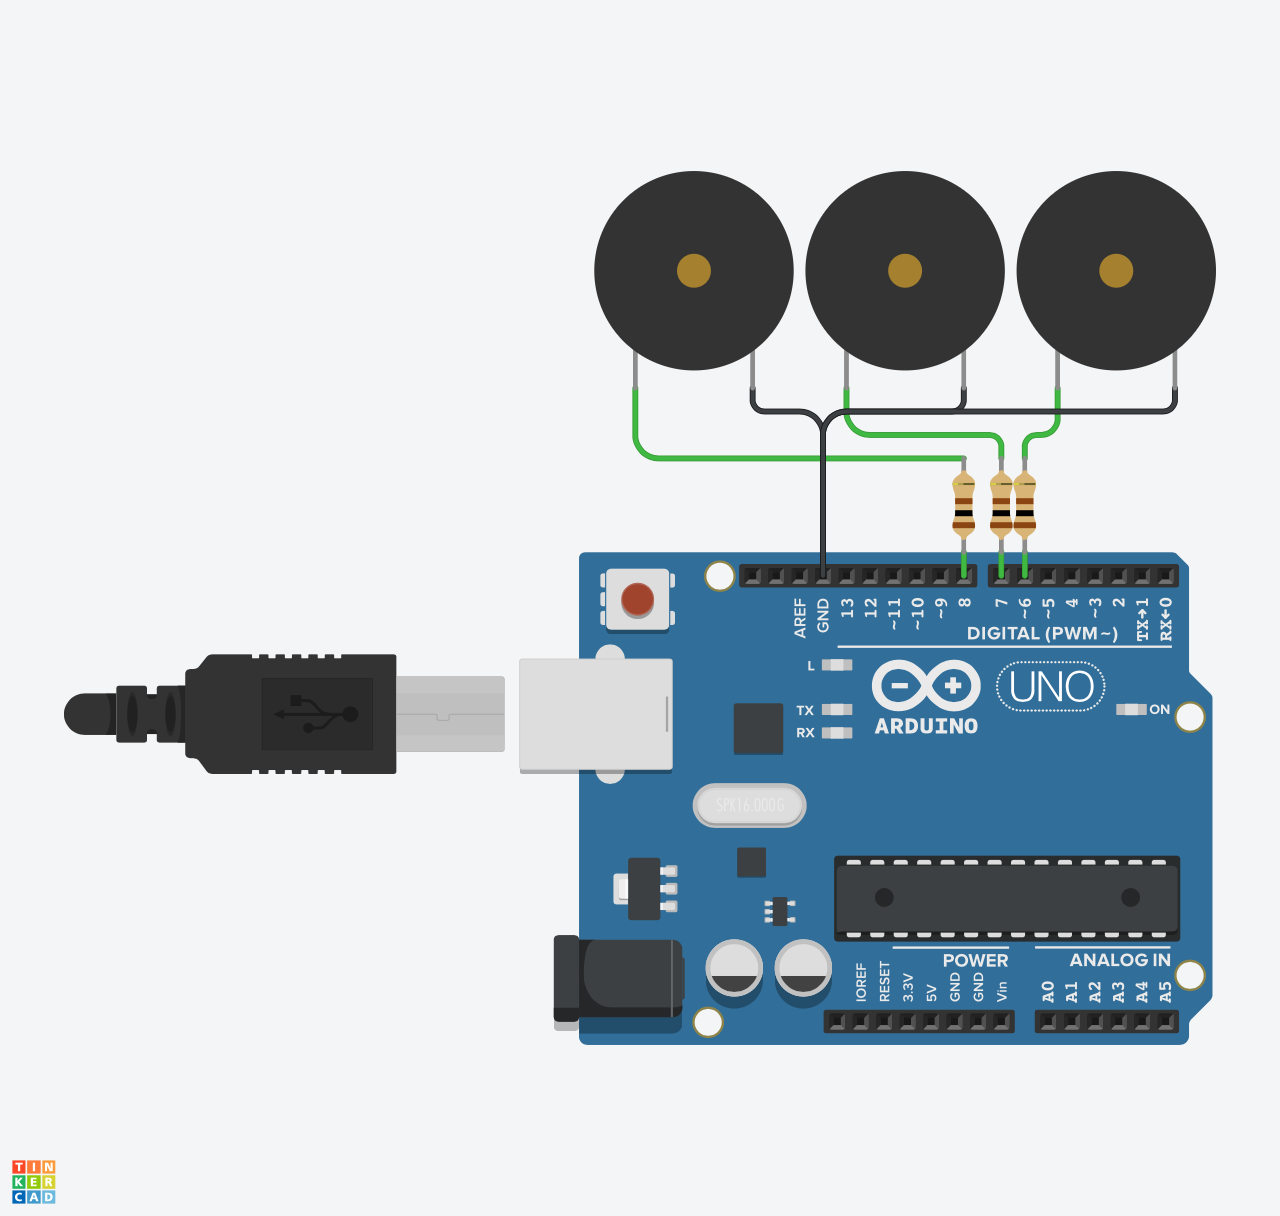 AREF
GND
13
12
~11
~10
~9
8
7
~6
~5
4
~3
2
TX→1
RX←0
DIGITAL (PWM~)
L
TX
RX
ARDUINO
UNO
ON
SPK16.000G
POWER
ANALOG IN
IOREF
RESET
3.3V
5V
GND
GND
Vin
A0
A1
A2
A3
A4
A5
TIN
KER
CAD